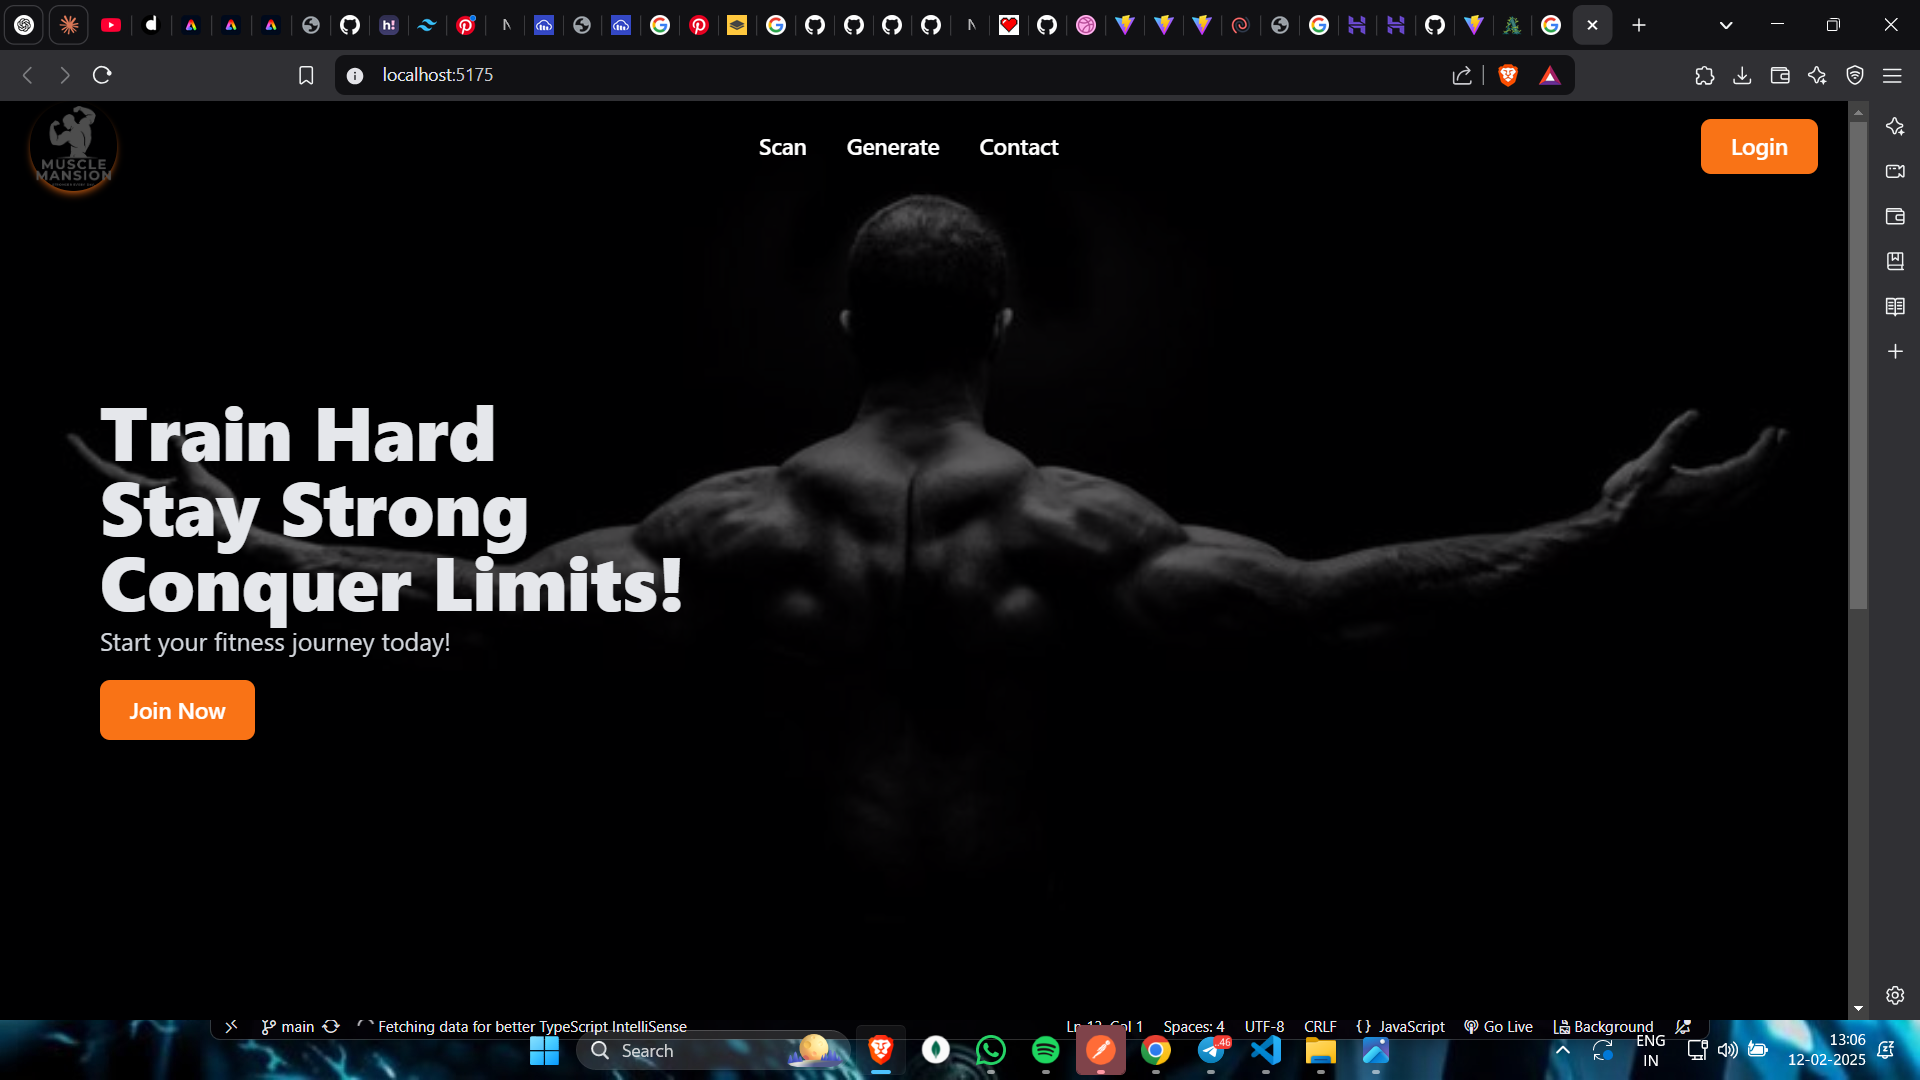 localhost:5175
MUSCLE
MANSION
Scan
Generate
Contact
Login
Train Hard
Stay Strong
Conquer Limits!
Start your fitness journey today!
Join Now
main
Fetching data for better TypeScript IntelliSense
Ln 12, Col 1
Spaces: 4
UTF-8
CRLF
{ } JavaScript
Go Live
Background
Search
.46
ENG
IN
13:06
12-02-2025